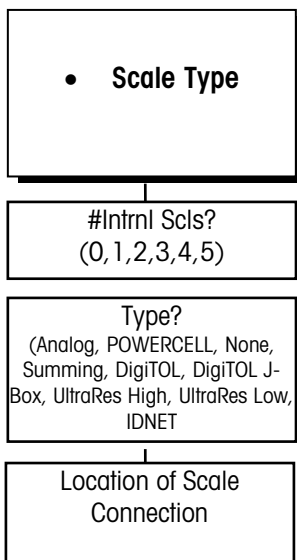 • Scale Type
#Intrnl Scls?
(0,1,2,3,4,5)
Type?
(Analog, POWERCELL, None,
Summing, DigiTOL, DigiTOL J-
Box, UltraRes High, UltraRes Low,
IDNET
Location of Scale
Connection